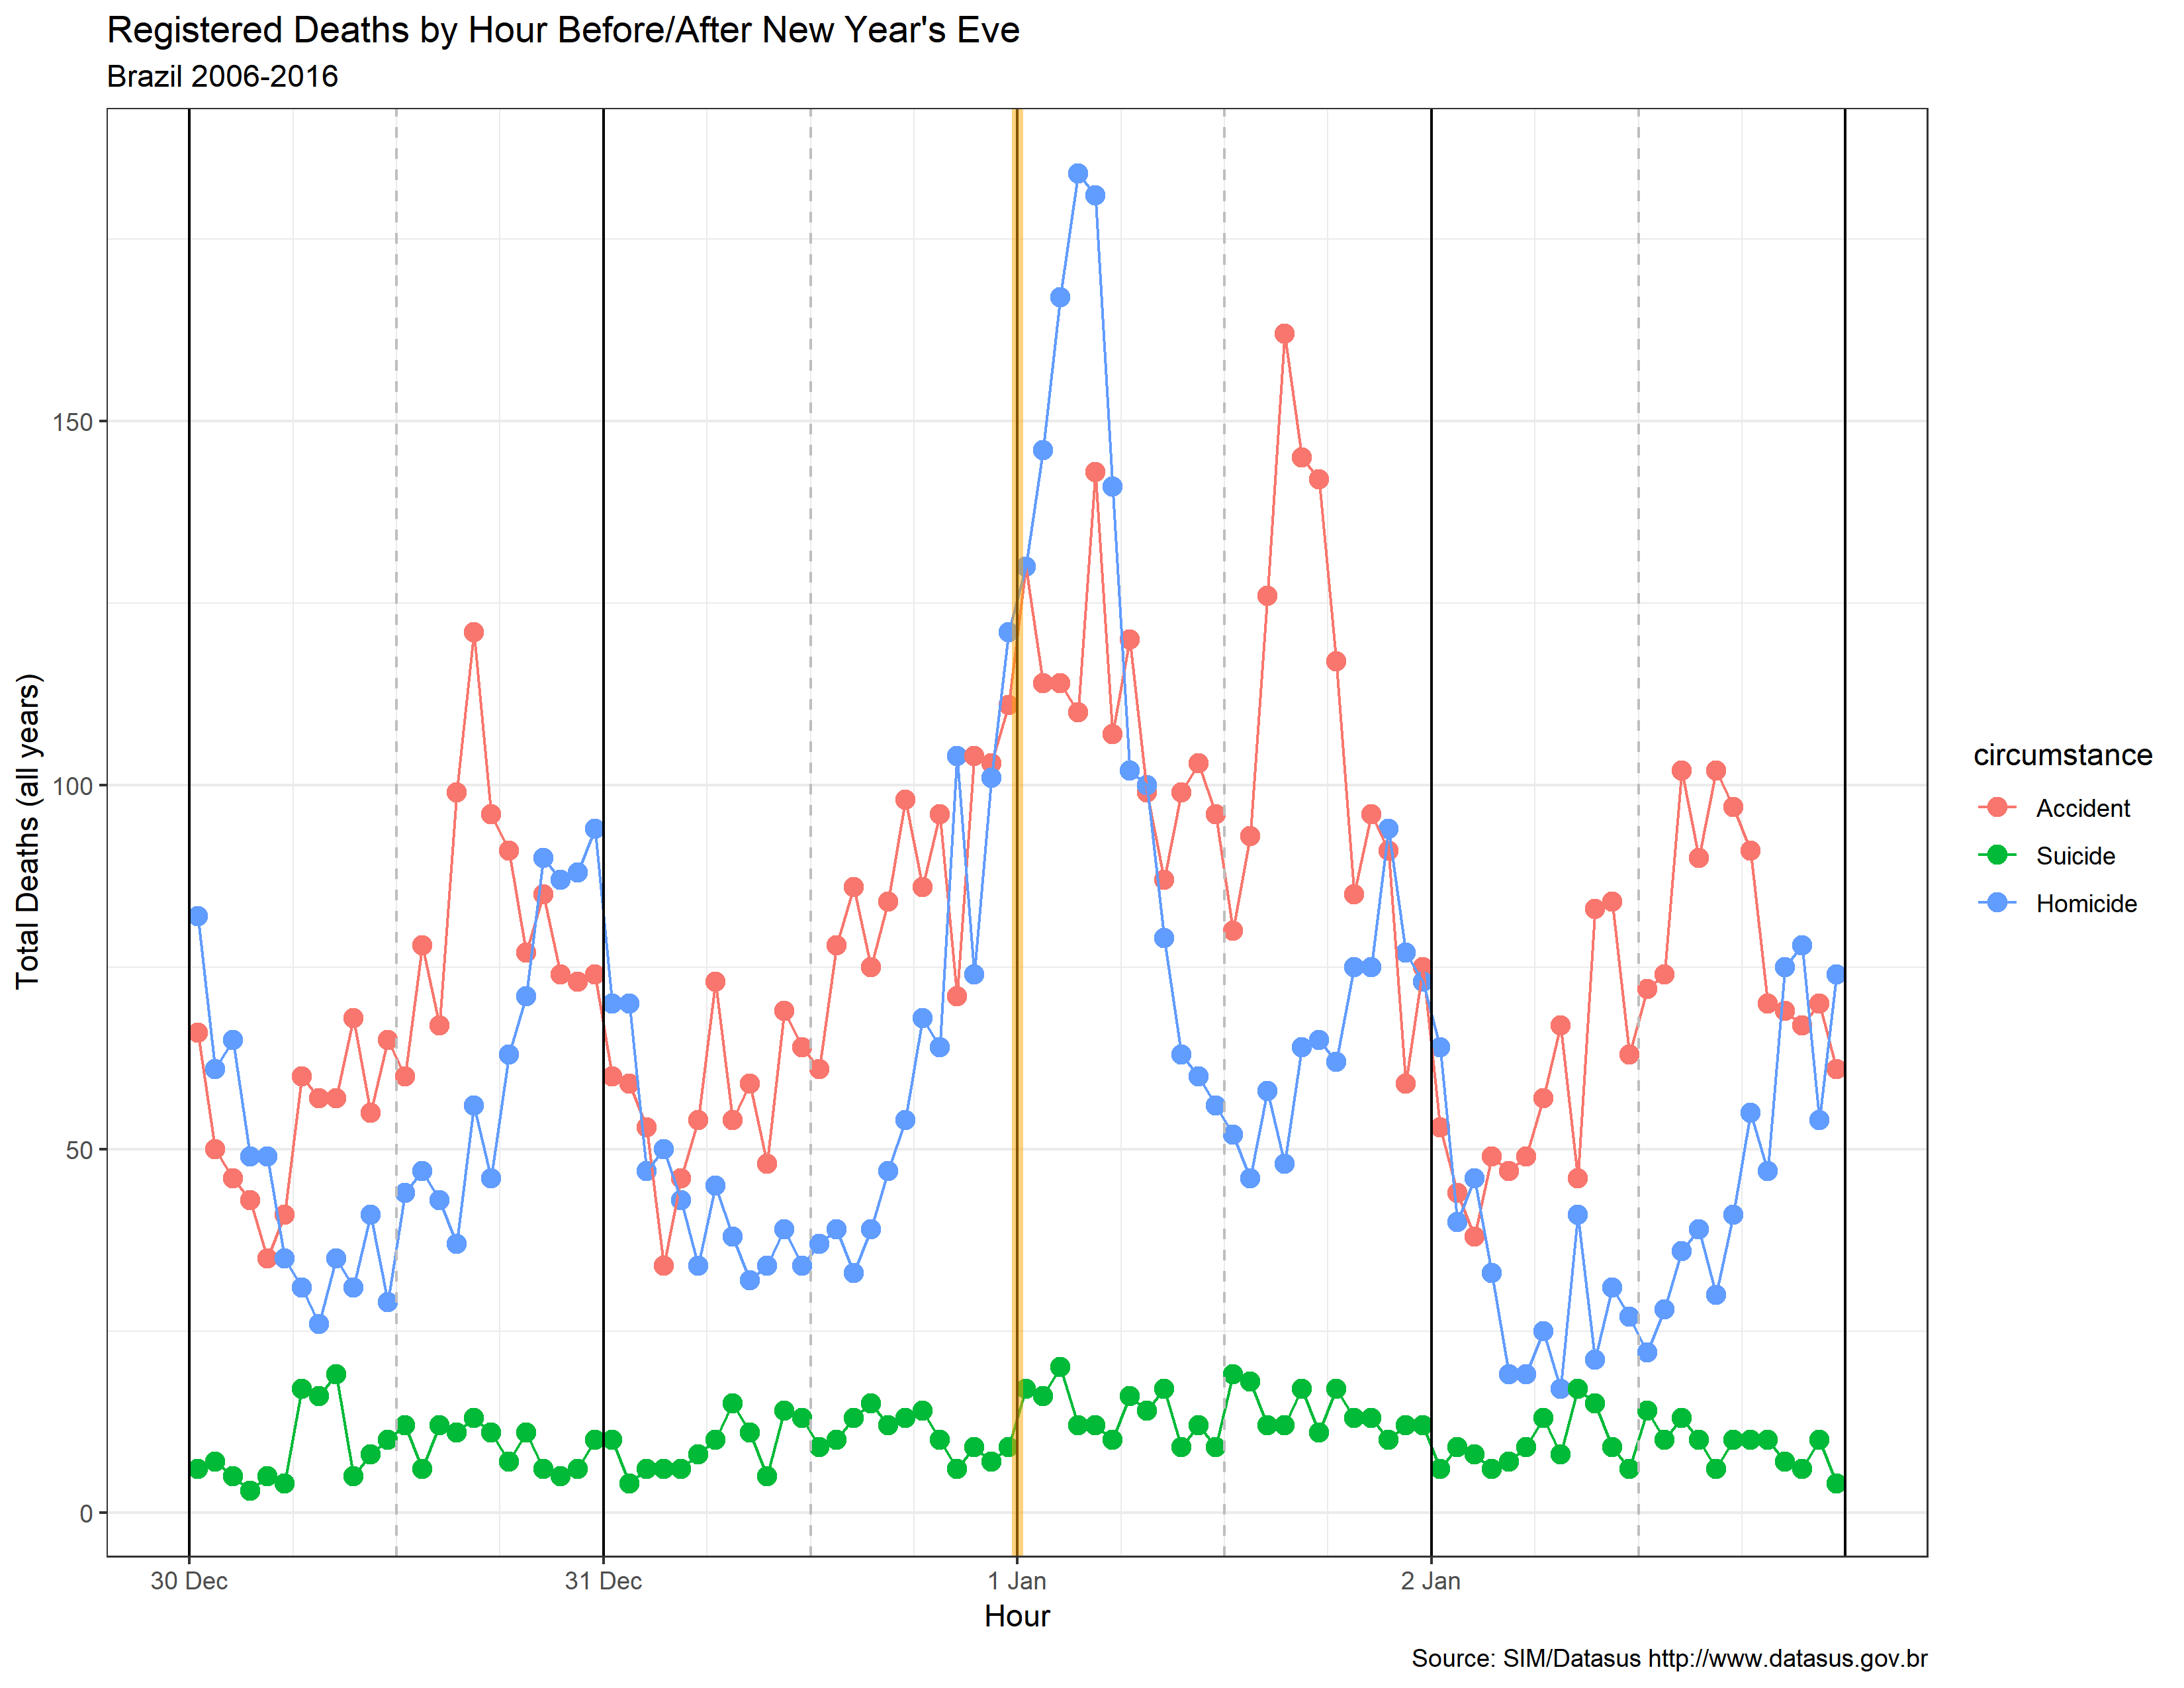 Registered Deaths by Hour Before/After New Year's Eve
Brazil 2006-2016
Total Deaths (all years)
150
100
50
0
30 Dec
31 Dec
1 Jan
2 Jan
Hour
circumstance
Accident
Suicide
Homicide
Source: SIM/Datasus http://www.datasus.gov.br